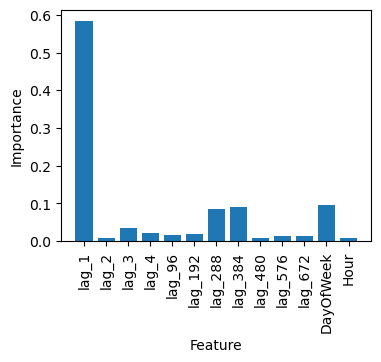 0.6
0.5
0.4
0.3
0.2
0.1
0.0
Importance
lag_1
lag_2
lag_3
lag_4
lag_96
lag_192
lag_288
lag_384
lag_480
lag_576
lag_672
DayOfWeek
Hour
Feature